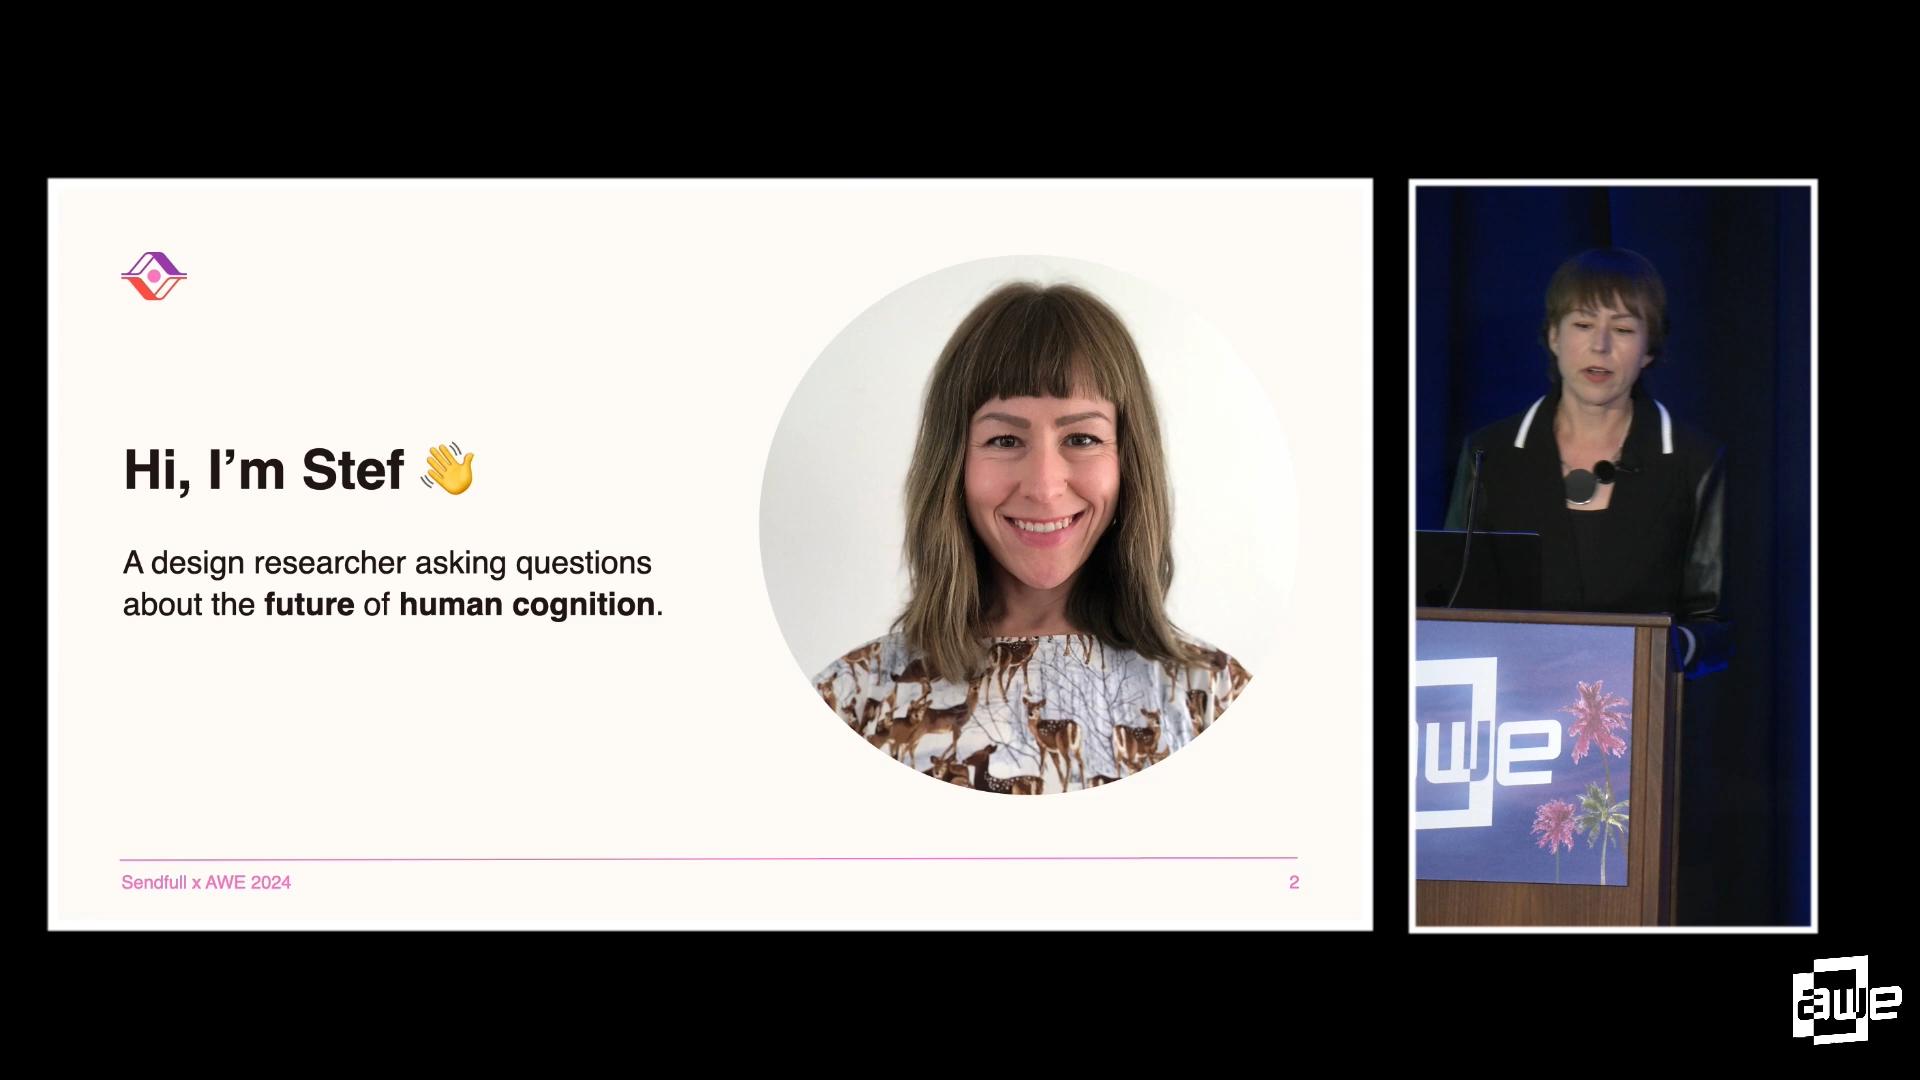 Hi, I’m Stef 👋
A design researcher asking questions
about the future of human cognition.
Sendfull x AWE 2024
2
awe
awe